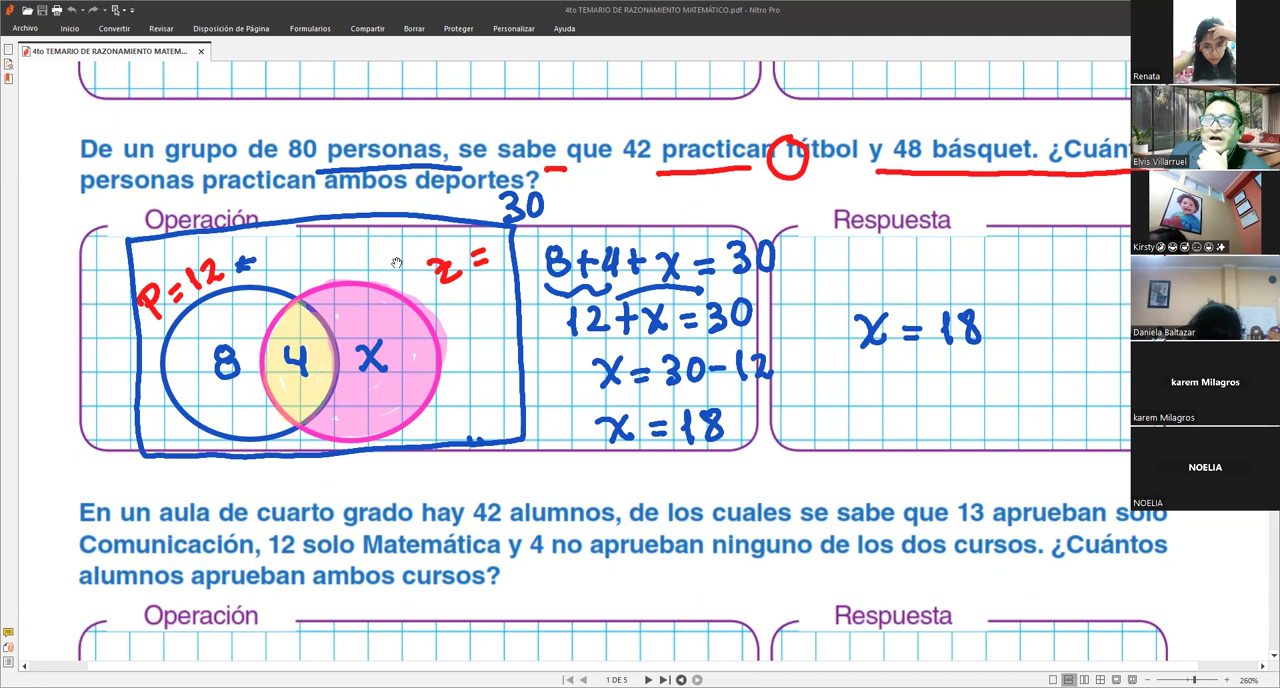 4to TEMARIO DE RAZONAMIENTO MATEMÁTICO.pdf - Nitro Pro
Archivo Inicio Convertir Revisar Disposición de Página Formularios Compartir Borrar Proteger Personalizar Ayuda
4to TEMARIO DE RAZONAMIENTO MATEM...
De un grupo de 80 personas, se sabe que 42 practican fútbol y 48 básquet. ¿Cuán
personas practican ambos deportes?
Operación
30
P=12
x =
8 4 x
8+4+x=30
12+x=30
x=30-12
x=18
Respuesta
x=18
En un aula de cuarto grado hay 42 alumnos, de los cuales se sabe que 13 aprueban solo
Comunicación, 12 solo Matemática y 4 no aprueban ninguno de los dos cursos. ¿Cuántos
alumnos aprueban ambos cursos?
Operación
Respuesta
Renata
Elvis Villarruel
Kirsty
Daniela Baltazar
karem Milagros
karem Milagros
NOELIA
NOELIA
1 DE 5
260%